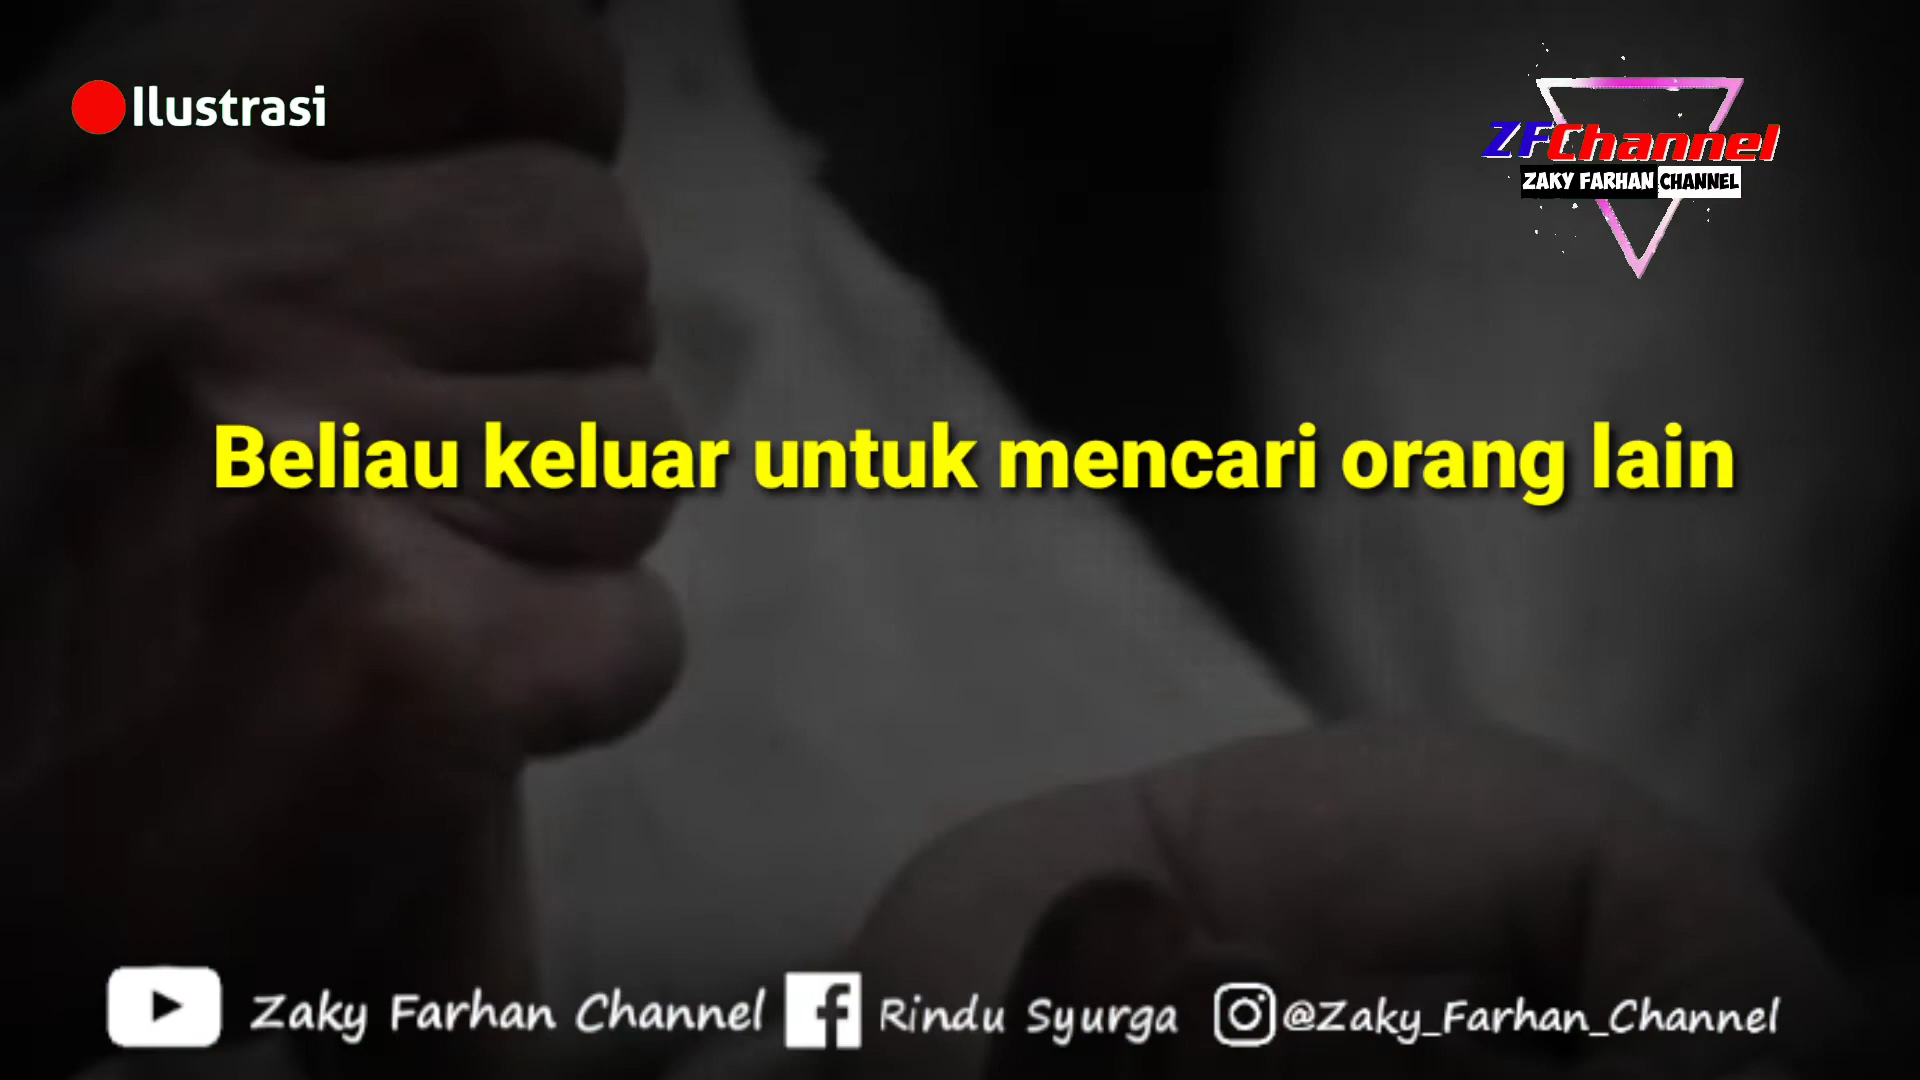 Ilustrasi
ZFChannel
ZAKY FARHAN CHANNEL
Beliau keluar untuk mencari orang lain
Zaky Farhan Channel
Rindu Syurga
@Zaky_Farhan_Channel